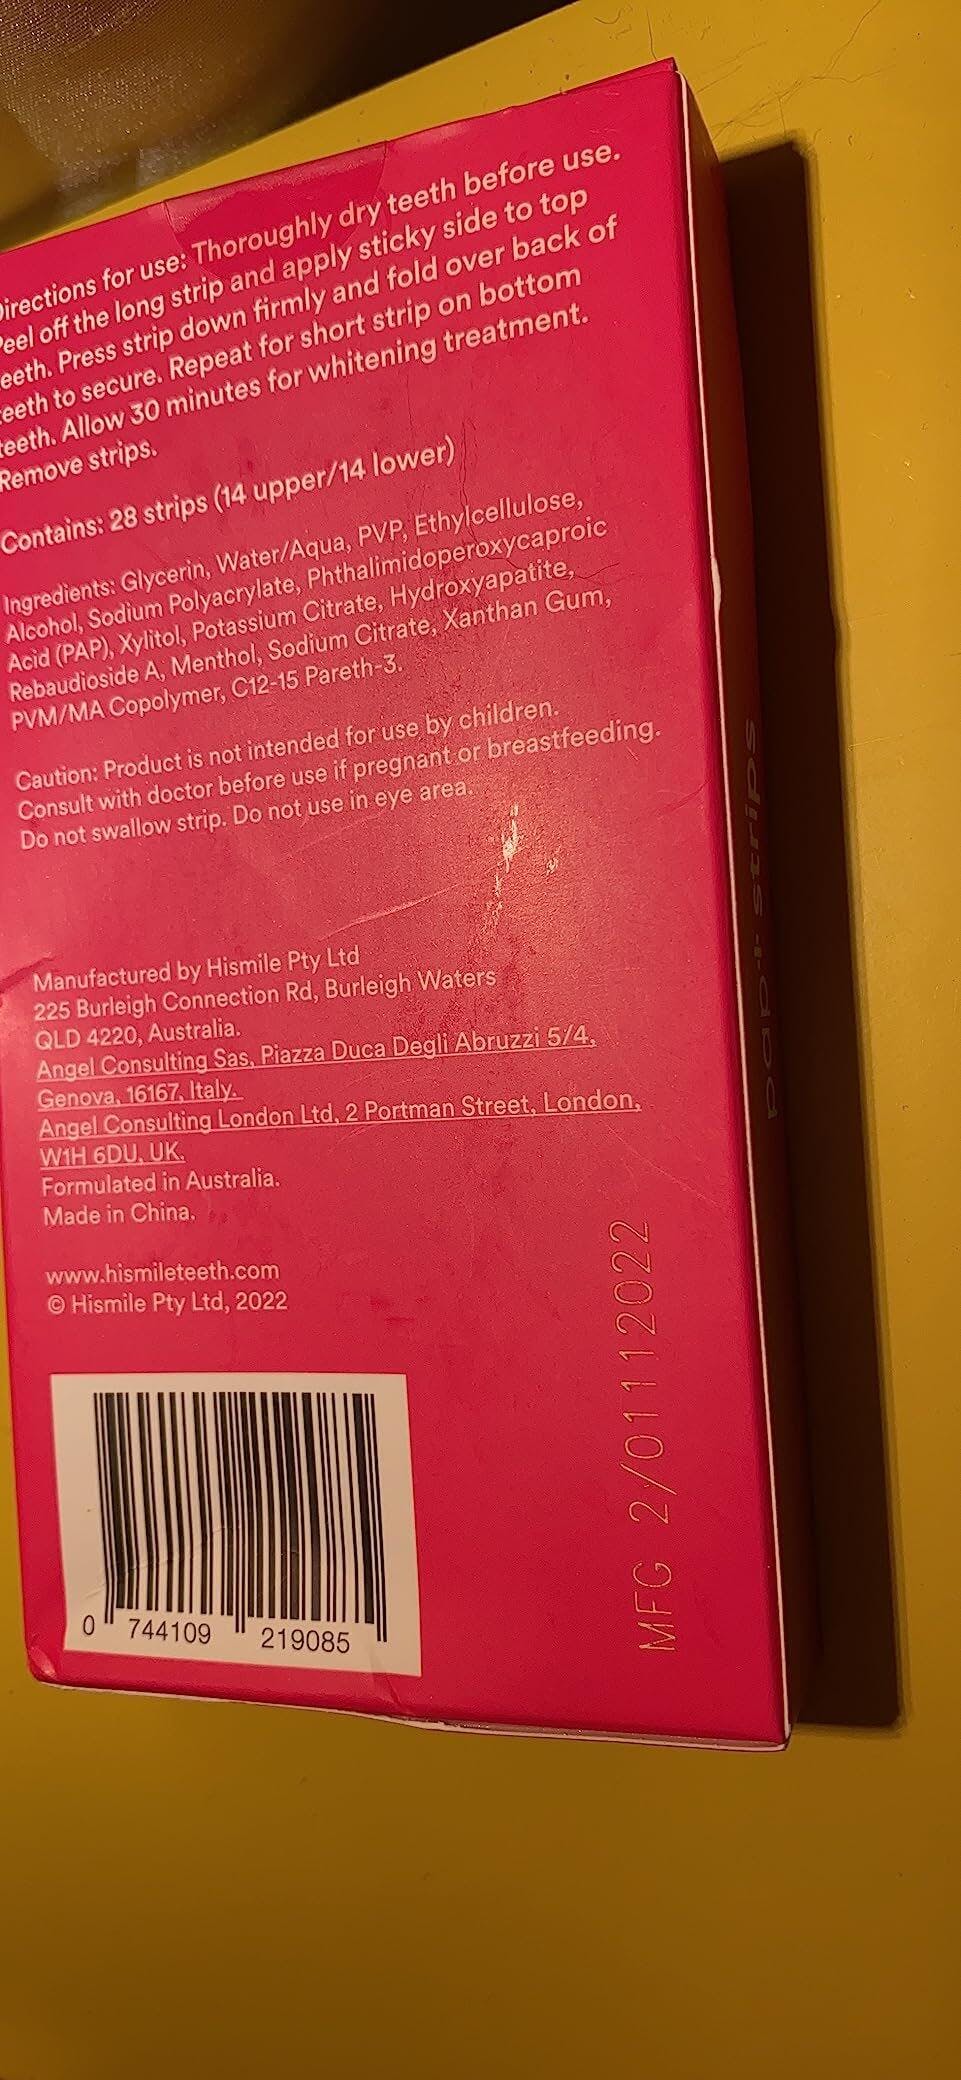 Directions for use: Thoroughly dry teeth before use.
Peel off the long strip and apply sticky side to top
teeth. Press strip down firmly and fold over back of
teeth to secure. Repeat for short strip on bottom
teeth. Allow 30 minutes for whitening treatment.
Remove strips.
Contains: 28 strips (14 upper/14 lower)
Ingredients: Glycerin, Water/Aqua, PVP, Ethylcellulose,
Alcohol, Sodium Polyacrylate, Phthalimidoperoxycaproic
Acid (PAP), Xylitol, Potassium Citrate, Hydroxyapatite,
Rebaudioside A, Menthol, Sodium Citrate, Xanthan Gum,
PVM/MA Copolymer, C12-15 Pareth-3.
Caution: Product is not intended for use by children.
Consult with doctor before use if pregnant or breastfeeding.
Do not swallow strip. Do not use in eye area.
Manufactured by Hismile Pty Ltd
225 Burleigh Connection Rd, Burleigh Waters
QLD 4220, Australia.
Angel Consulting Sas, Piazza Duca Degli Abruzzi 5/4,
Genova, 16167, Italy.
Angel Consulting London Ltd, 2 Portman Street, London,
W1H 6DU, UK.
Formulated in Australia.
Made in China.
www.hismileteeth.com
© Hismile Pty Ltd, 2022
0 744109 219085
MFG 2/01112022
pap+ strips